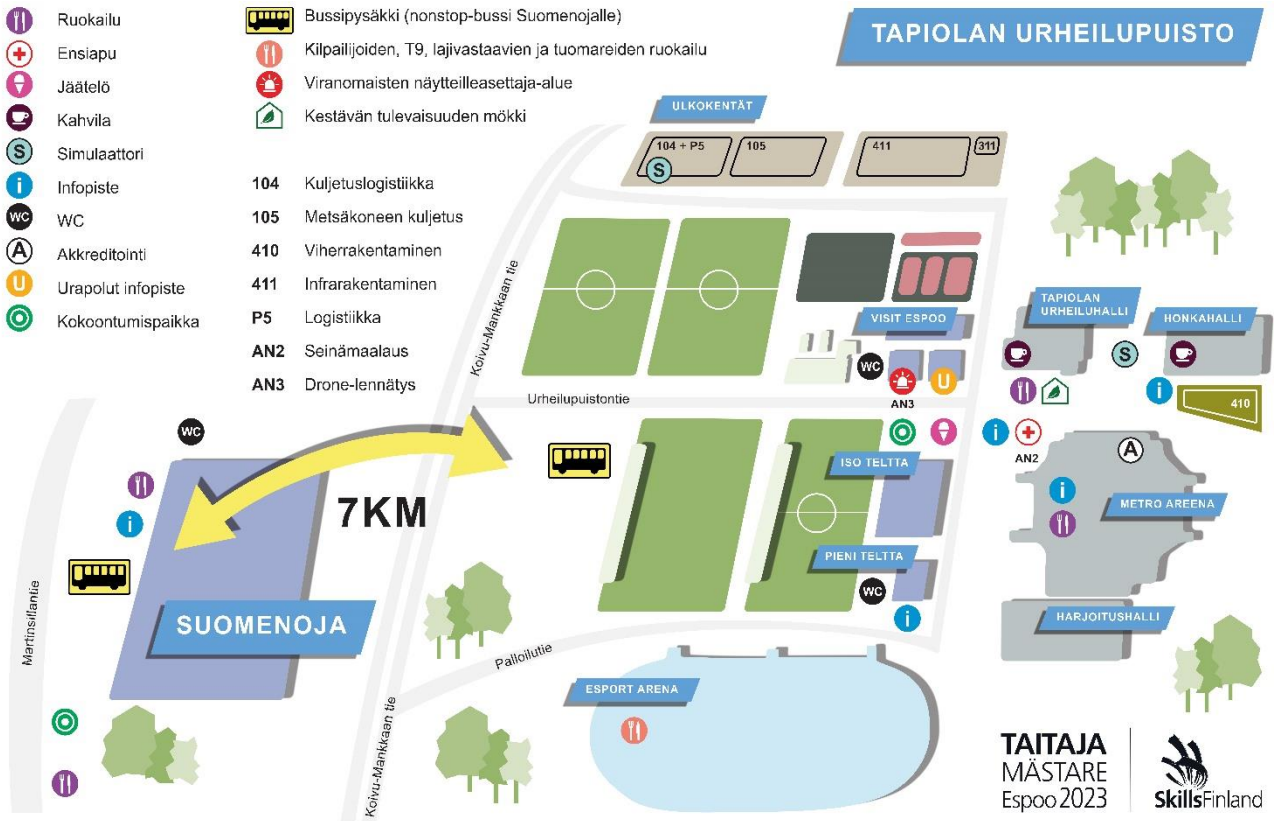 Ruokailu
Ensiapu
Jäätelö
Kahvila
S
Simulaattori
i
Infopiste
WC
WC
A
Akkreditointi
U
Urapolut infopiste
Kokoontumispaikka
Bussipysäkki (nonstop-bussi Suomenojalle)
Kilpailijoiden, T9, lajivastaavien ja tuomareiden ruokailu
Viranomaisten näytteilleasettaja-alue
Kestävän tulevaisuuden mökki
104 Kuljetuslogistiikka
105 Metsäkoneen kuljetus
410 Viherrakentaminen
411 Infrarakentaminen
P5 Logistiikka
AN2 Seinämaalaus
AN3 Drone-lennätys
TAPIOLAN URHEILUPUISTO
ULKOKENTÄT
104 + P5
S
105
411
311
Koivu-Mankkaan tie
VISIT ESPOO
TAPIOLAN
URHEILUHALLI
HONKAHALLI
S
WC
U
AN3
i
410
Urheilupuistontie
i
AN2
A
ISO TELTTA
i
METRO AREENA
PIENI TELTTA
WC
i
HARJOITUSHALLI
WC
i
7KM
SUOMENOJA
Martinsillantie
Palloilutie
Koivu-Mankkaan tie
ESPORT ARENA
TAITAJA
MÄSTARE
Espoo 2023
SkillsFinland